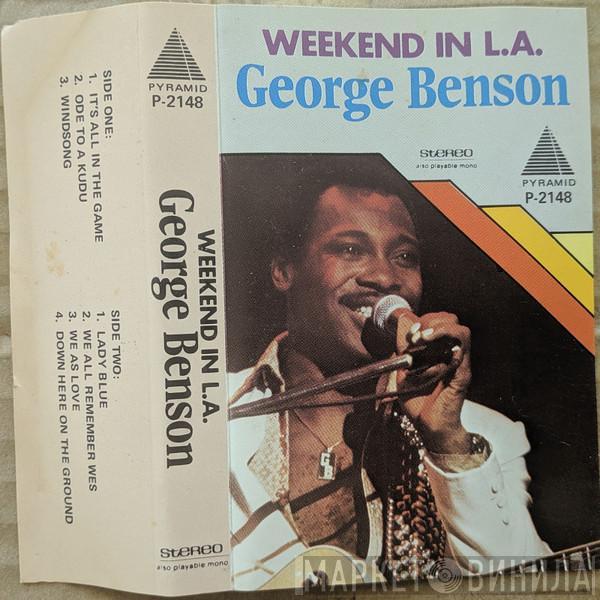 WEEKEND IN L.A.
George Benson
STEREO
also playable mono
PYRAMID
P-2148
PYRAMID
P-2148
WEEKEND IN L.A.
George Benson
STEREO
also playable mono
SIDE ONE:
1. IT'S ALL IN THE GAME
2. ODE TO A KUDU
3. WINDSONG
SIDE TWO:
1. LADY BLUE
2. WE ALL REMEMBER WES
3. WE AS LOVE
4. DOWN HERE ON THE GROUND
GB
МАРКЕТ ВИНИЛА